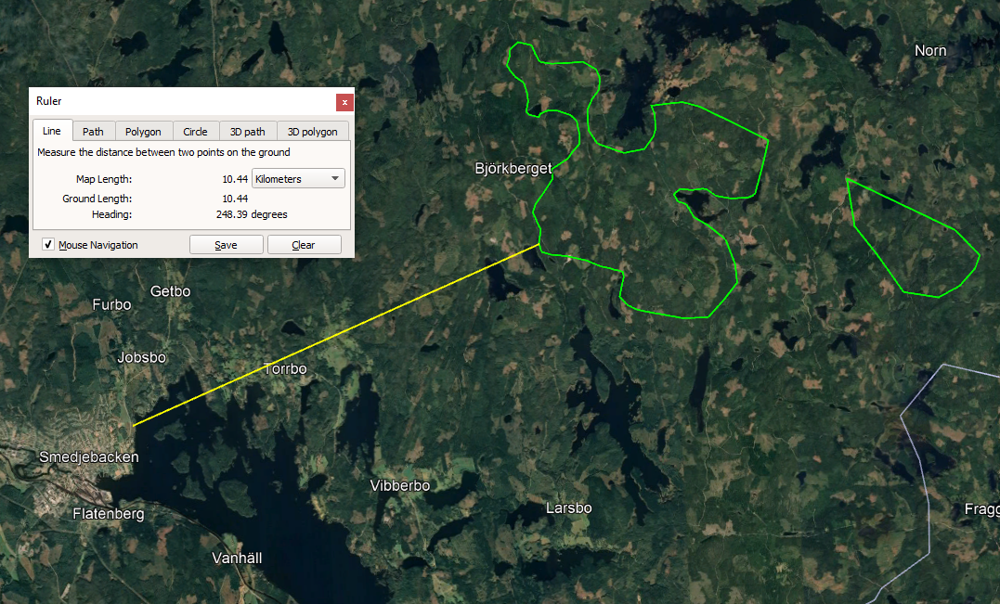 Norn
Ruler
x
Line Path Polygon Circle 3D path 3D polygon
Measure the distance between two points on the ground
Map Length: 10.44 Kilometers
Ground Length: 10.44
Heading: 248.39 degrees
Mouse Navigation Save Clear
Björkberget
Getbo
Furbo
Jobsbo
Torrbo
Smedjebacken
Vibberbo
Flatenberg
Larsbo
Fragg
Vanhäll